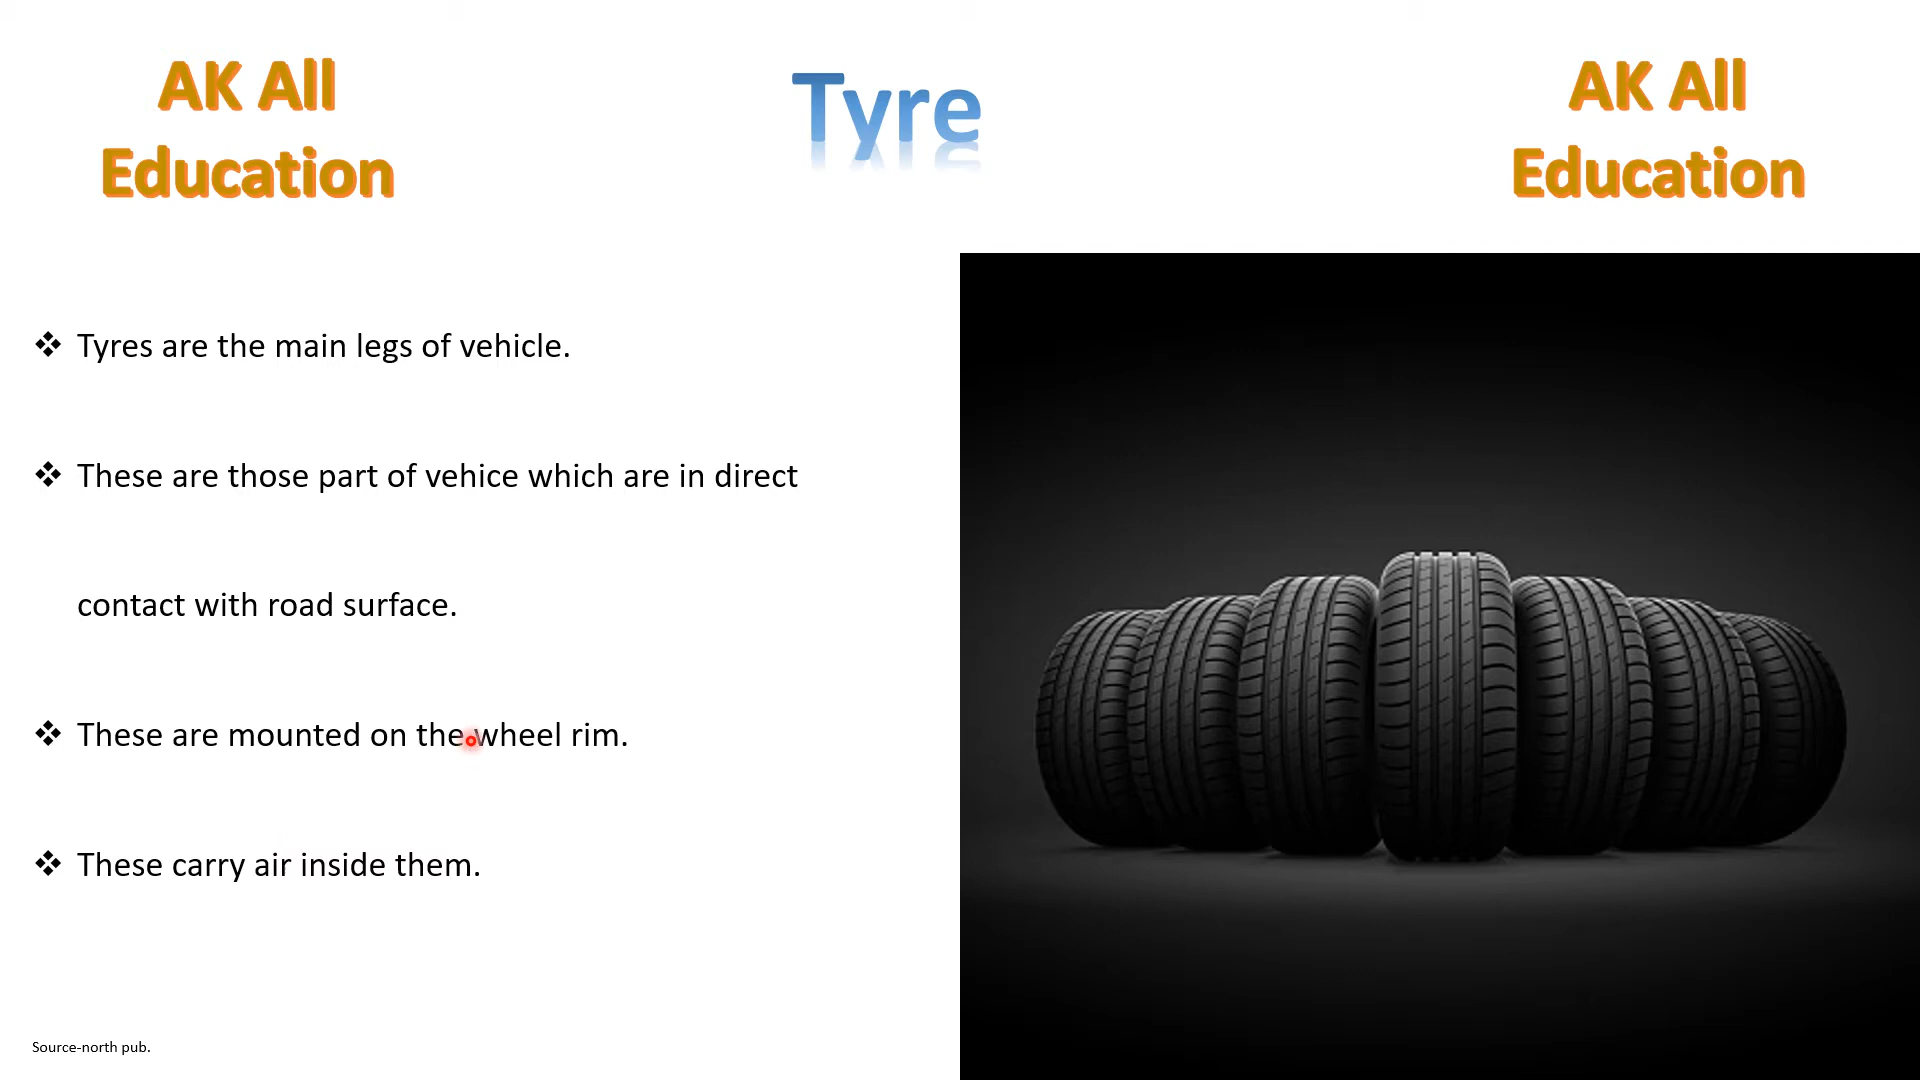 AK All
Education
Tyre
AK All
Education
❖ Tyres are the main legs of vehicle.
❖ These are those part of vehice which are in direct
contact with road surface.
❖ These are mounted on the wheel rim.
❖ These carry air inside them.
Source-north pub.